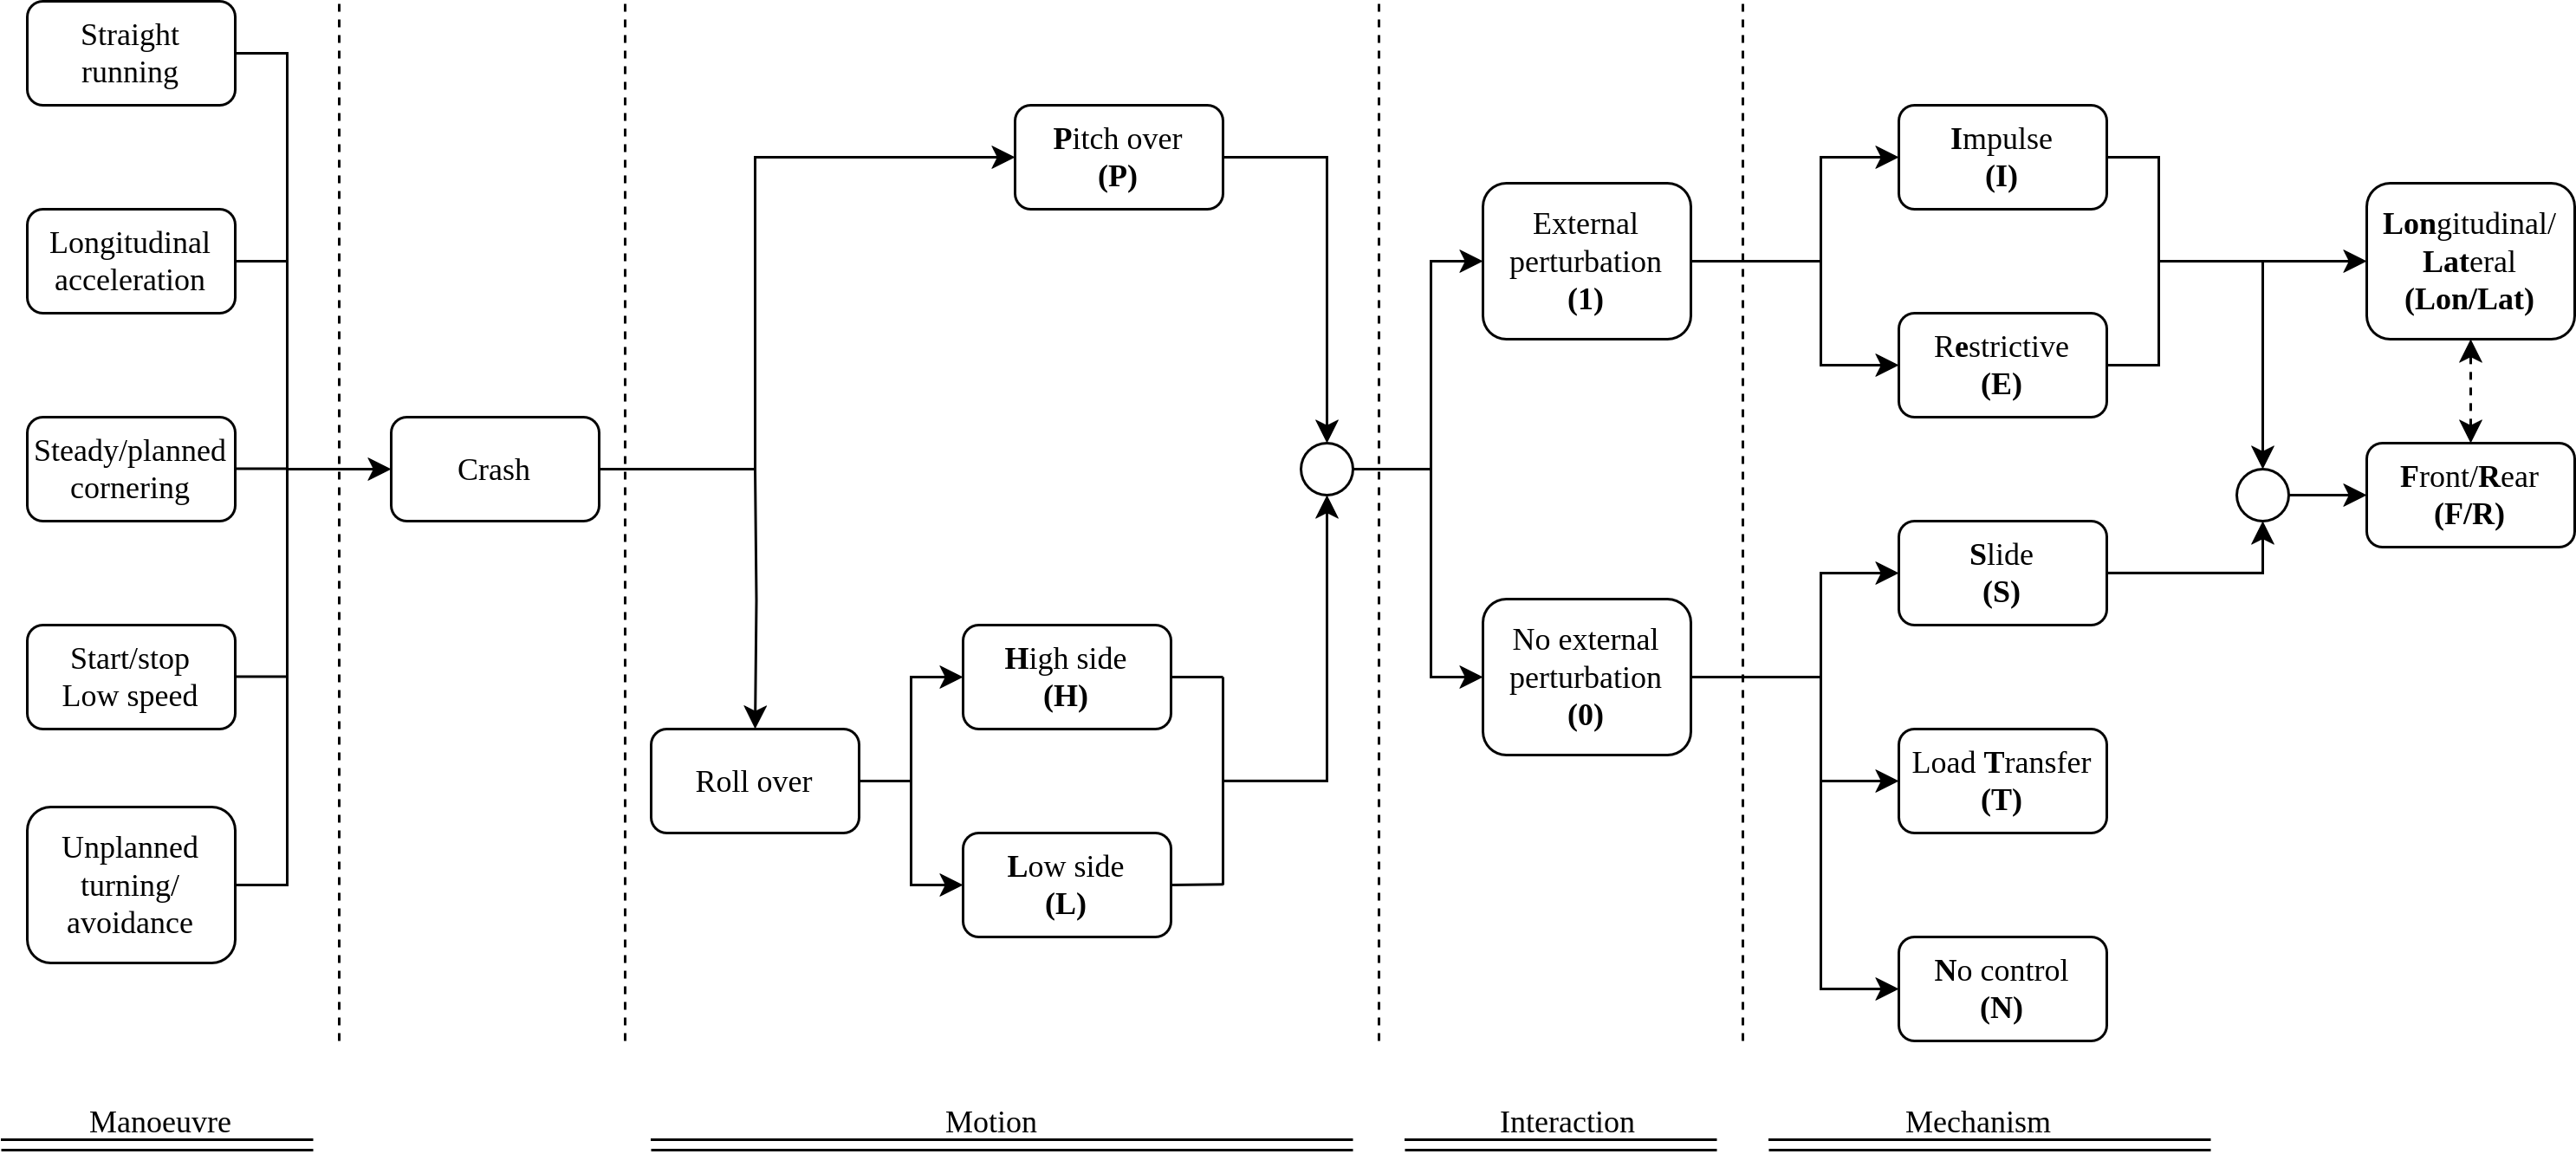 Straight
running
Longitudinal
acceleration
Steady/planned
cornering
Start/stop
Low speed
Unplanned
turning/
avoidance
Crash
Pitch over
(P)
Roll over
High side
(H)
Low side
(L)
External
perturbation
(1)
No external
perturbation
(0)
Impulse
(I)
Restrictive
(E)
Slide
(S)
Load Transfer
(T)
No control
(N)
Longitudinal/
Lateral
(Lon/Lat)
Front/Rear
(F/R)
Manoeuvre
Motion
Interaction
Mechanism